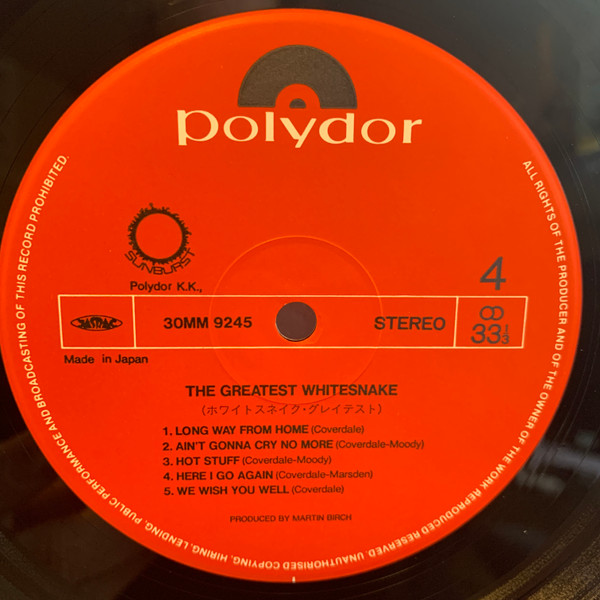 polydor
SUNBURST
Polydor K.K.,
4
JASRAC
30MM 9245
STEREO
∞
33 1/3
Made in Japan
THE GREATEST WHITESNAKE
(ホワイトスネイク・グレイテスト)
1. LONG WAY FROM HOME (Coverdale)
2. AIN'T GONNA CRY NO MORE (Coverdale-Moody)
3. HOT STUFF (Coverdale-Moody)
4. HERE I GO AGAIN (Coverdale-Marsden)
5. WE WISH YOU WELL (Coverdale)
PRODUCED BY MARTIN BIRCH
ALL RIGHTS OF THE PRODUCER AND OF THE OWNER OF THE WORK REPRODUCED RESERVED. UNAUTHORISED COPYING, HIRING, LENDING, PUBLIC PERFORMANCE AND BROADCASTING OF THIS RECORD PROHIBITED.